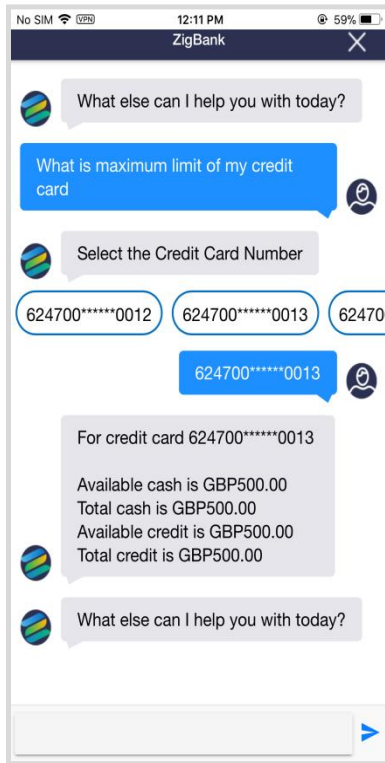 No SIM VPN 12:11 PM 59%
ZigBank
What else can I help you with today?
What is maximum limit of my credit
card
Select the Credit Card Number
624700******0012 624700******0013 62470
624700******0013
For credit card 624700******0013
Available cash is GBP500.00
Total cash is GBP500.00
Available credit is GBP500.00
Total credit is GBP500.00
What else can I help you with today?